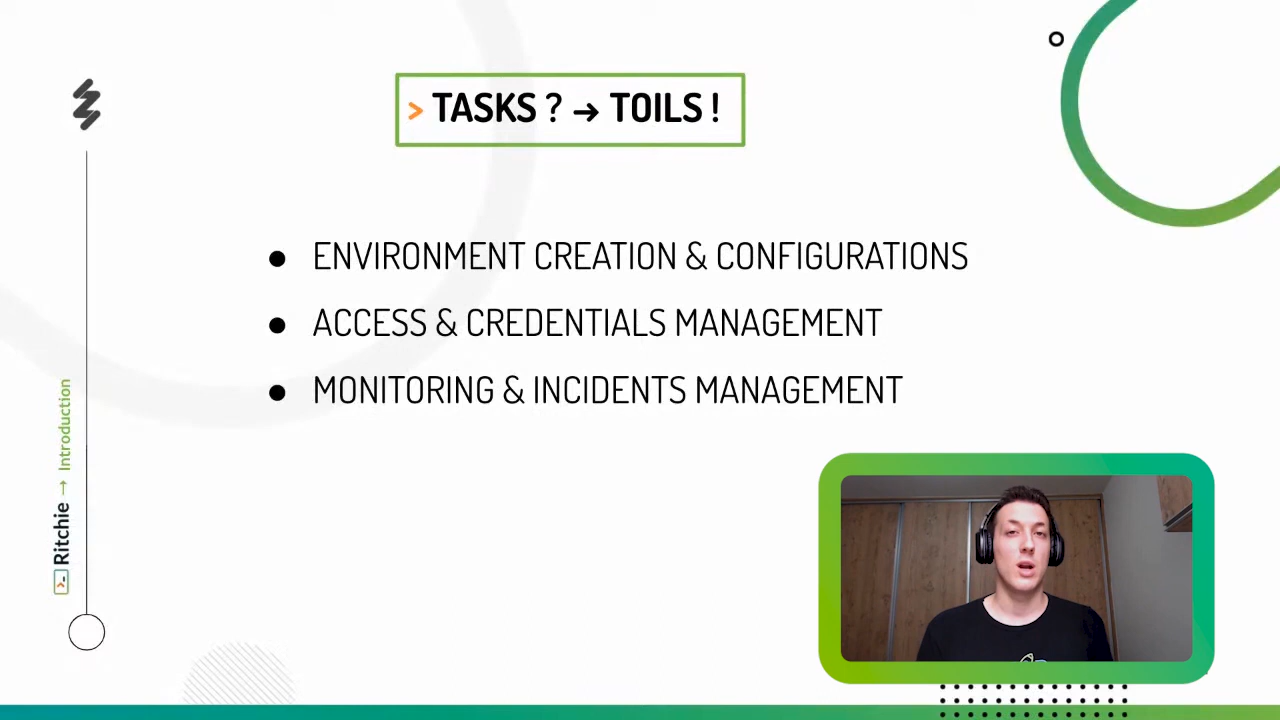 > TASKS ? → TOILS !
● ENVIRONMENT CREATION & CONFIGURATIONS
● ACCESS & CREDENTIALS MANAGEMENT
● MONITORING & INCIDENTS MANAGEMENT
Ritchie → Introduction